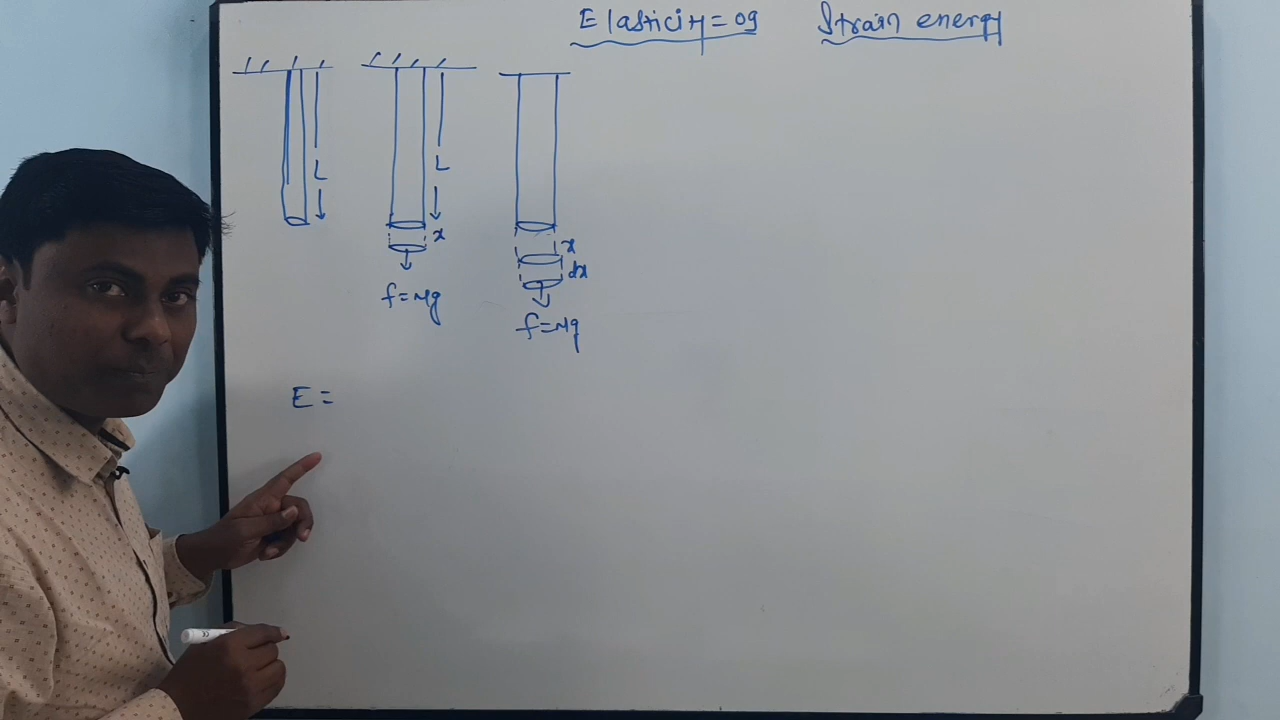 Elasticity=09 Strain energy
L
L
x
x
dx
f=Mg
f=Mg
E=